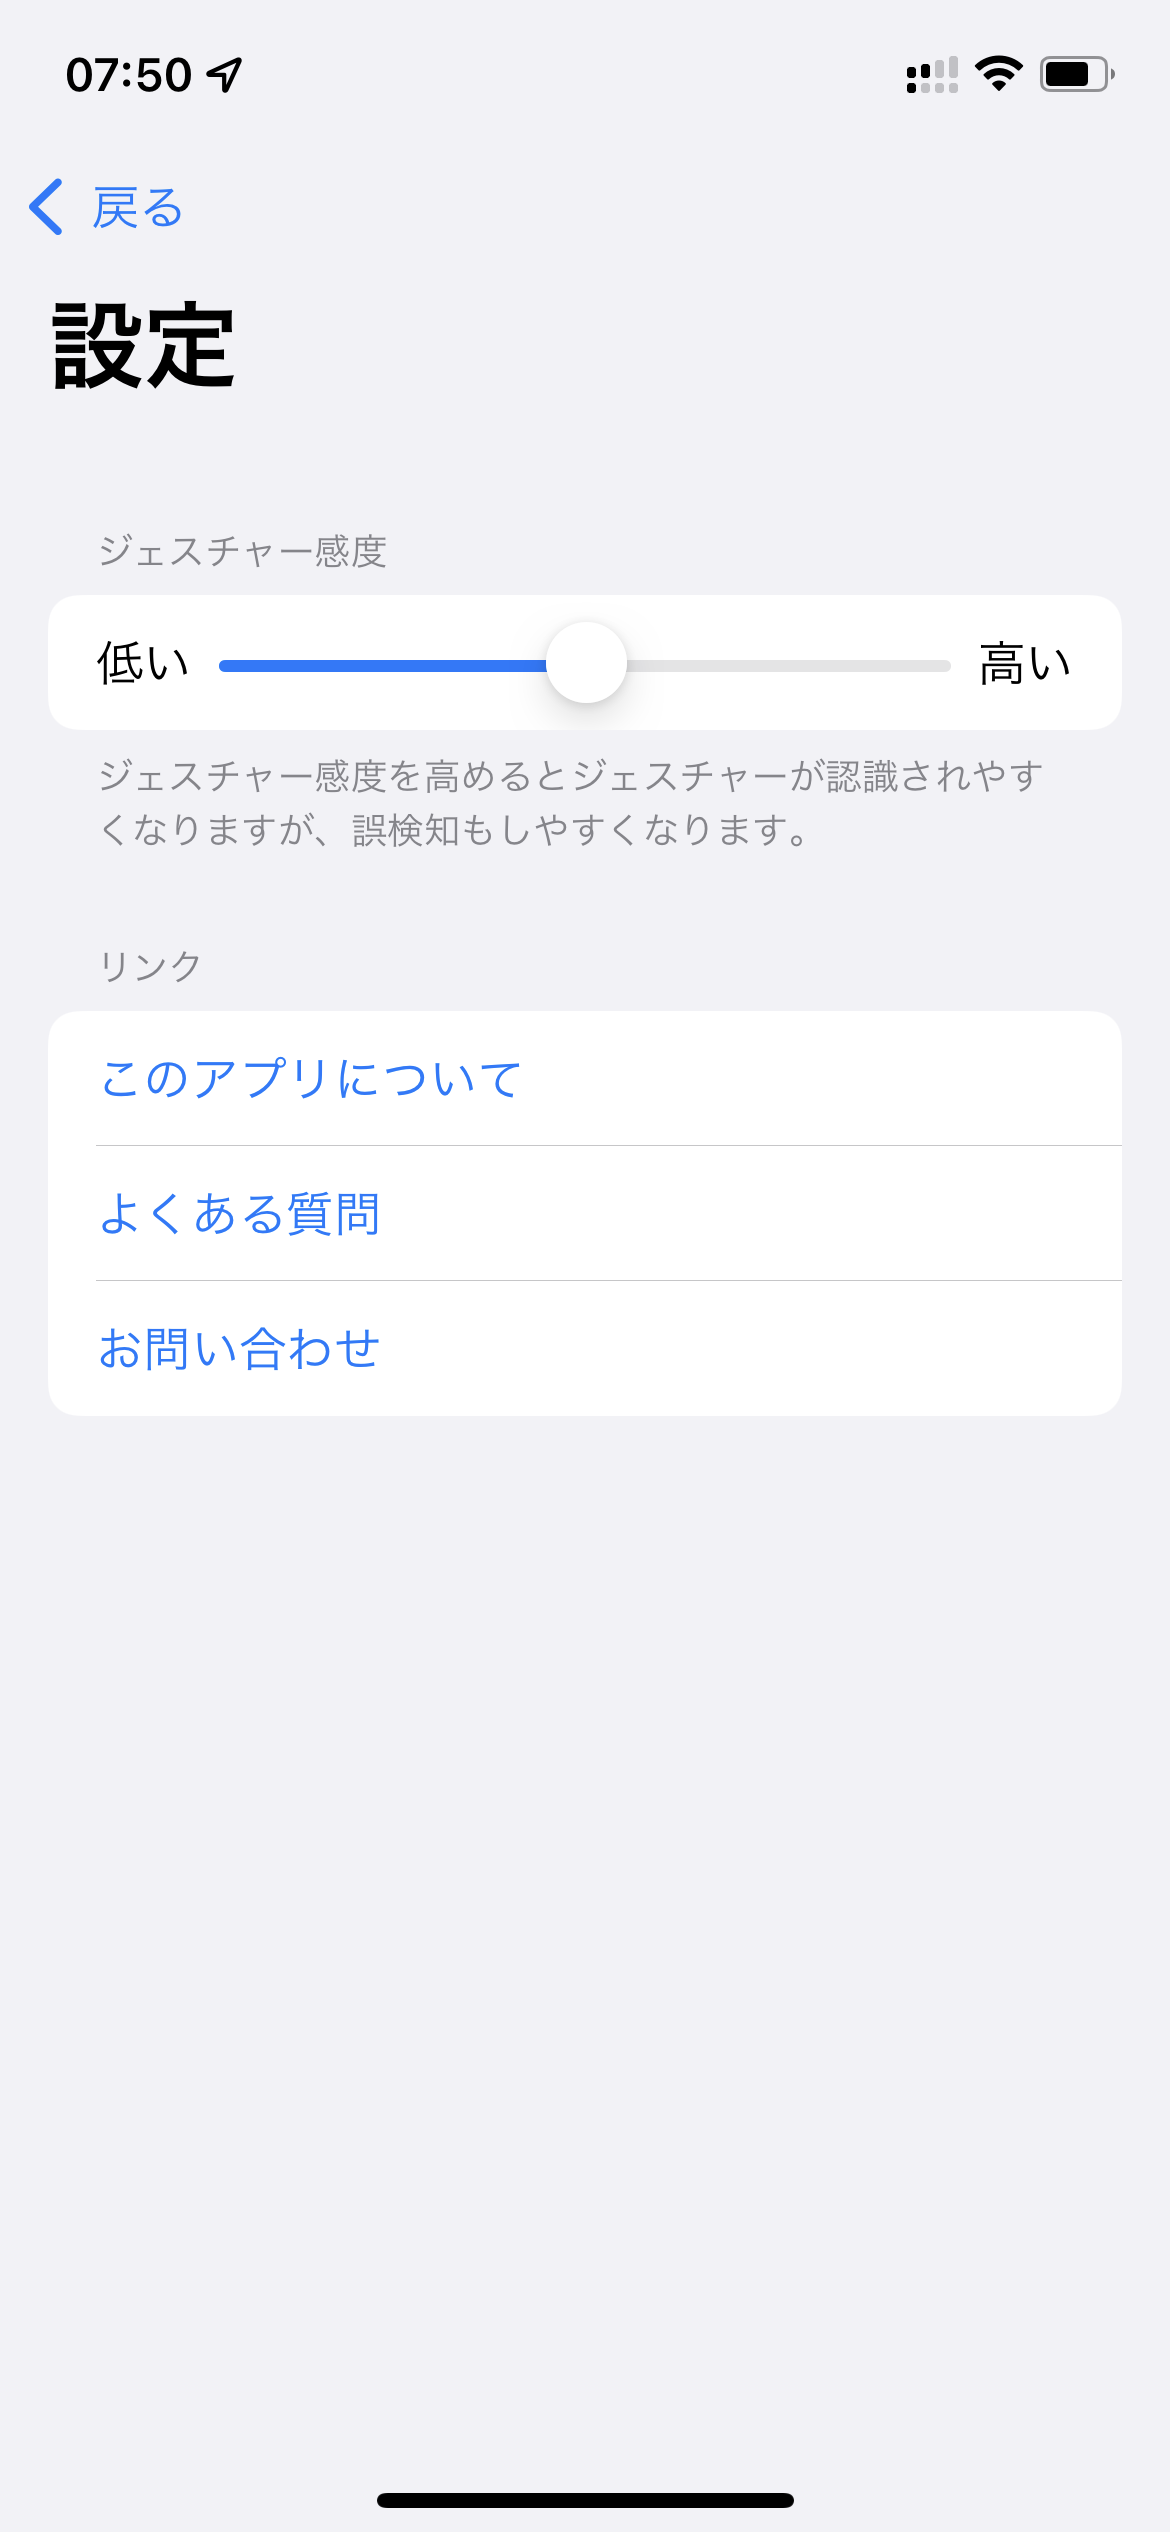 07:50
戻る
設定
ジェスチャー感度
低い 高い
ジェスチャー感度を高めるとジェスチャーが認識されやす
くなりますが、誤検知もしやすくなります。
リンク
このアプリについて
よくある質問
お問い合わせ